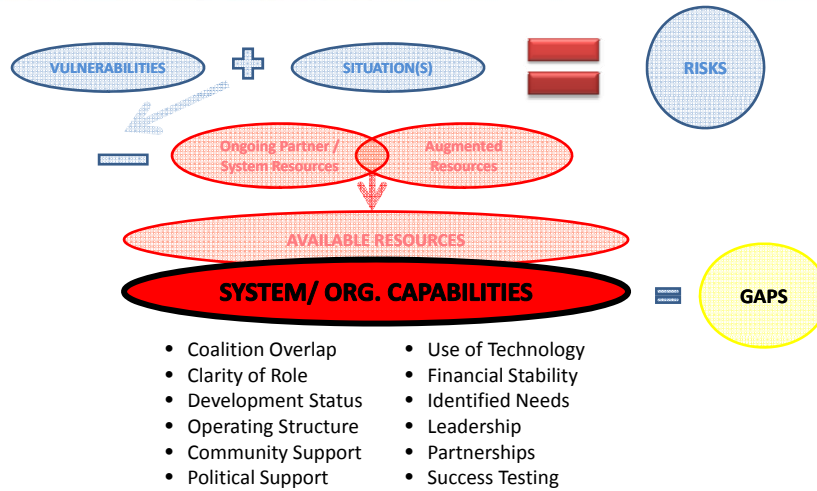 VULNERABILITIES
SITUATION(S)
RISKS
Ongoing Partner /
System Resources
Augmented
Resources
AVAILABLE RESOURCES
SYSTEM/ ORG. CAPABILITIES
GAPS
• Coalition Overlap
• Clarity of Role
• Development Status
• Operating Structure
• Community Support
• Political Support
• Use of Technology
• Financial Stability
• Identified Needs
• Leadership
• Partnerships
• Success Testing